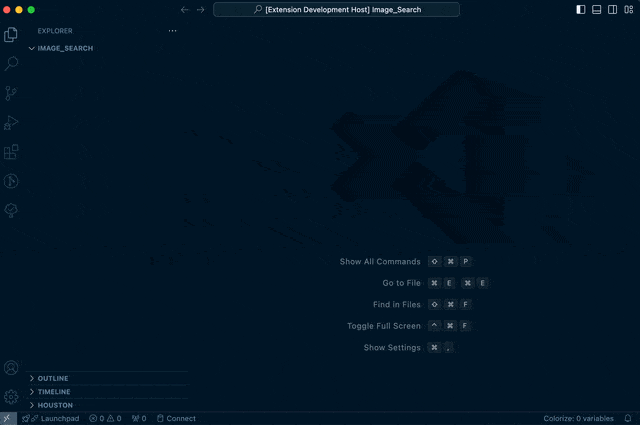 [Extension Development Host] Image_Search
EXPLORER
IMAGE_SEARCH
Show All Commands ⇧ ⌘ P
Go to File ⌘ E ⌘ E
Find in Files ⇧ ⌘ F
Toggle Full Screen ^ ⌘ F
Show Settings ⌘ ,
OUTLINE
TIMELINE
HOUSTON
Launchpad 0 0 0 Connect
Colorize: 0 variables